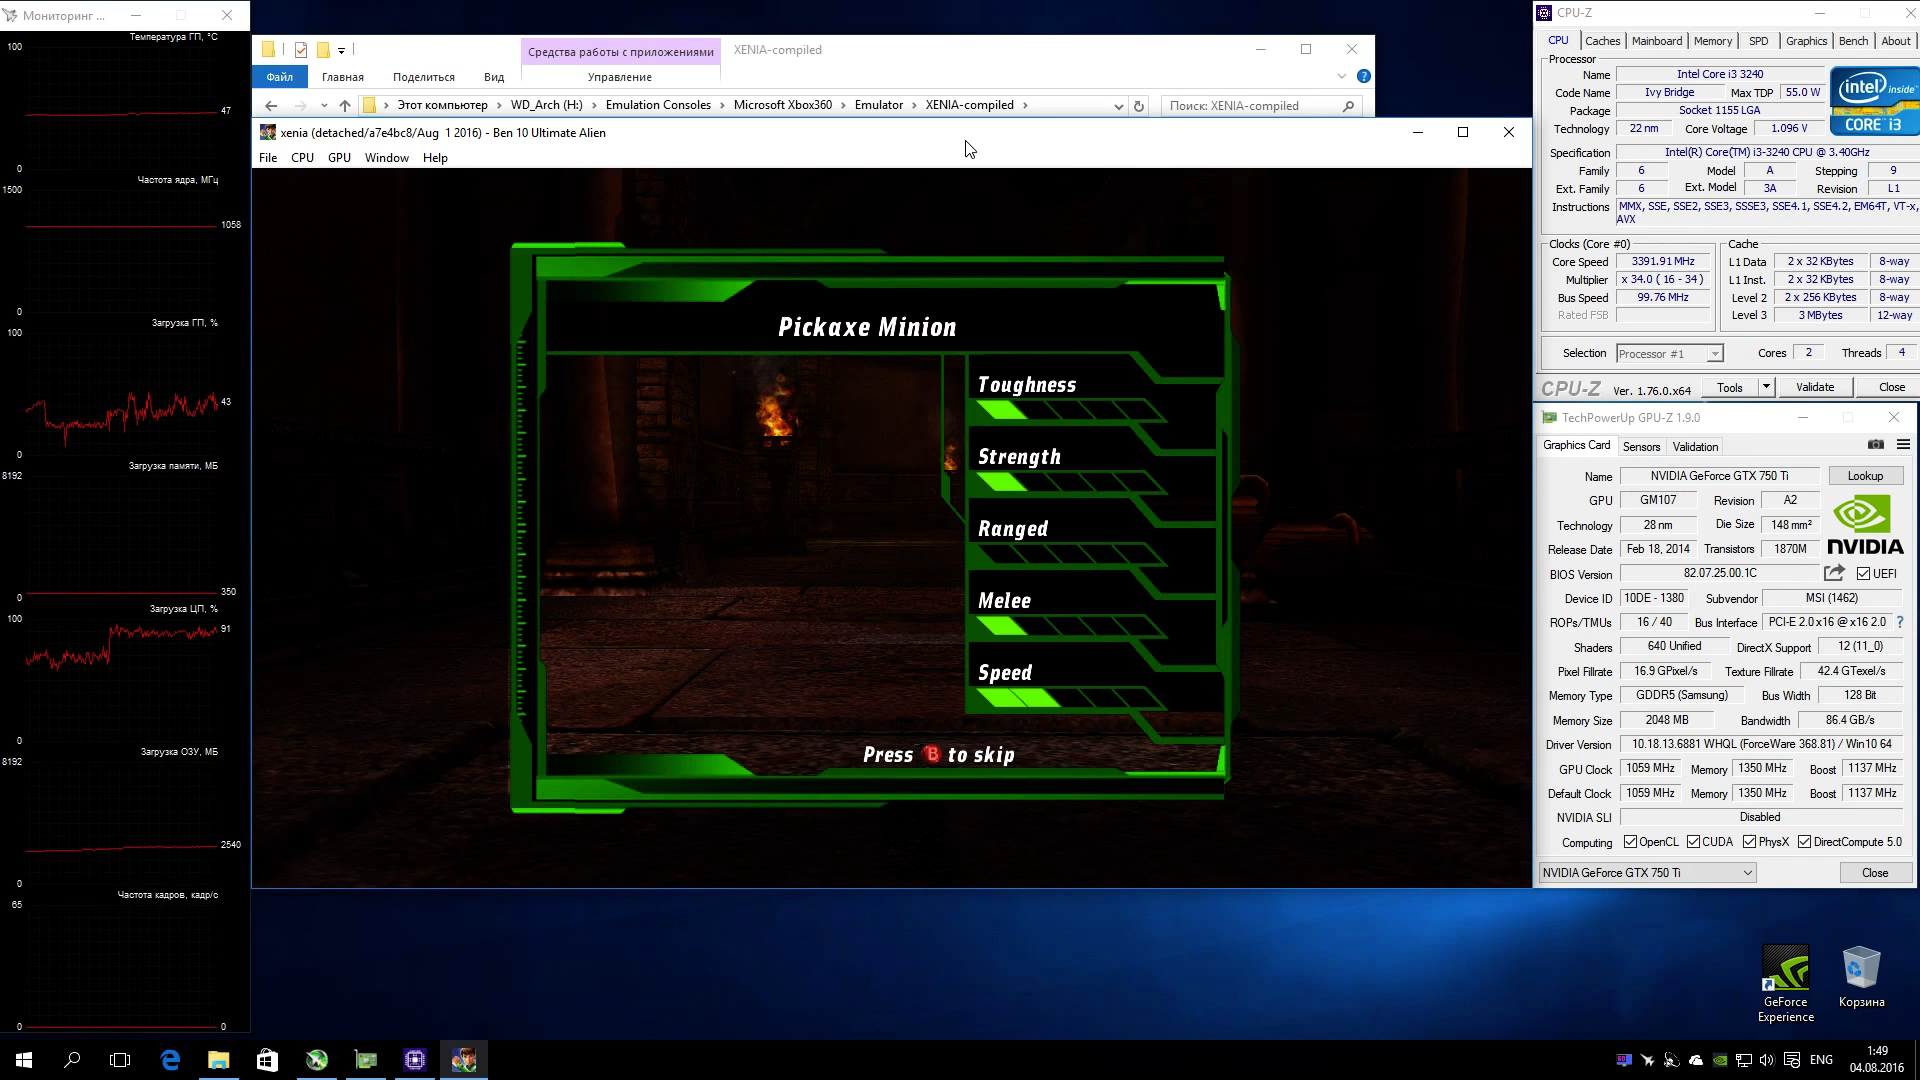 Мониторинг ...
Температура ГП, °C
100
47
0
Частота ядра, МГц
1500
1058
0
Загрузка ГП, %
100
43
0
Загрузка памяти, МБ
8192
350
0
Загрузка ЦП, %
100
91
0
Загрузка ОЗУ, МБ
8192
2540
0
Частота кадров, кадр/с
65
0
0
Средства работы с приложениями
XENIA-compiled
Файл
Главная
Поделиться
Вид
Управление
Этот компьютер
WD_Arch (H:)
Emulation Consoles
Microsoft Xbox360
Emulator
XENIA-compiled
Поиск: XENIA-compiled
xenia (detached/a7e4bc8/Aug 1 2016) - Ben 10 Ultimate Alien
File CPU GPU Window Help
Pickaxe Minion
Toughness
Strength
Ranged
Melee
Speed
Press B to skip
CPU-Z
CPU Caches Mainboard Memory SPD Graphics Bench About
Processor
Name Intel Core i3 3240
Code Name Ivy Bridge Max TDP 55.0 W
Package Socket 1155 LGA
Technology 22 nm Core Voltage 1.096 V
intel inside™
CORE i3
Specification Intel(R) Core(TM) i3-3240 CPU @ 3.40GHz
Family 6 Model A Stepping 9
Ext. Family 6 Ext. Model 3A Revision L1
Instructions MMX, SSE, SSE2, SSE3, SSSE3, SSE4.1, SSE4.2, EM64T, VT-x,
AVX
Clocks (Core #0)
Core Speed 3391.91 MHz
Multiplier x 34.0 ( 16 - 34 )
Bus Speed 99.76 MHz
Rated FSB
Cache
L1 Data 2 x 32 KBytes 8-way
L1 Inst. 2 x 32 KBytes 8-way
Level 2 2 x 256 KBytes 8-way
Level 3 3 MBytes 12-way
Selection Processor #1 Cores 2 Threads 4
CPU-Z Ver. 1.76.0.x64 Tools Validate Close
TechPowerUp GPU-Z 1.9.0
Graphics Card Sensors Validation
Name NVIDIA GeForce GTX 750 Ti Lookup
GPU GM107 Revision A2
Technology 28 nm Die Size 148 mm²
Release Date Feb 18, 2014 Transistors 1870M
NVIDIA
BIOS Version 82.07.25.00.1C UEFI
Device ID 10DE - 1380 Subvendor MSI (1462)
ROPs/TMUs 16 / 40 Bus Interface PCI-E 2.0 x16 @ x16 2.0 ?
Shaders 640 Unified DirectX Support 12 (11_0)
Pixel Fillrate 16.9 GPixel/s Texture Fillrate 42.4 GTexel/s
Memory Type GDDR5 (Samsung) Bus Width 128 Bit
Memory Size 2048 MB Bandwidth 86.4 GB/s
Driver Version 10.18.13.6881 WHQL (ForceWare 368.81) / Win10 64
GPU Clock 1059 MHz Memory 1350 MHz Boost 1137 MHz
Default Clock 1059 MHz Memory 1350 MHz Boost 1137 MHz
NVIDIA SLI Disabled
Computing OpenCL CUDA PhysX DirectCompute 5.0
NVIDIA GeForce GTX 750 Ti Close
GeForce
Experience
Корзина
ENG
1:49
04.08.2016